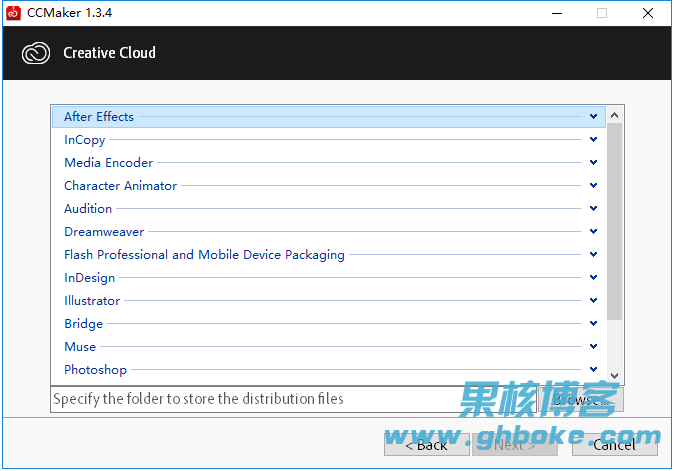 CCMaker 1.3.4
Creative Cloud
After Effects
InCopy
Media Encoder
Character Animator
Audition
Dreamweaver
Flash Professional and Mobile Device Packaging
InDesign
Illustrator
Bridge
Muse
Photoshop
Specify the folder to store the distribution files
Browse...
果核博客
www.ghboke.com
< Back
Next >
Cancel